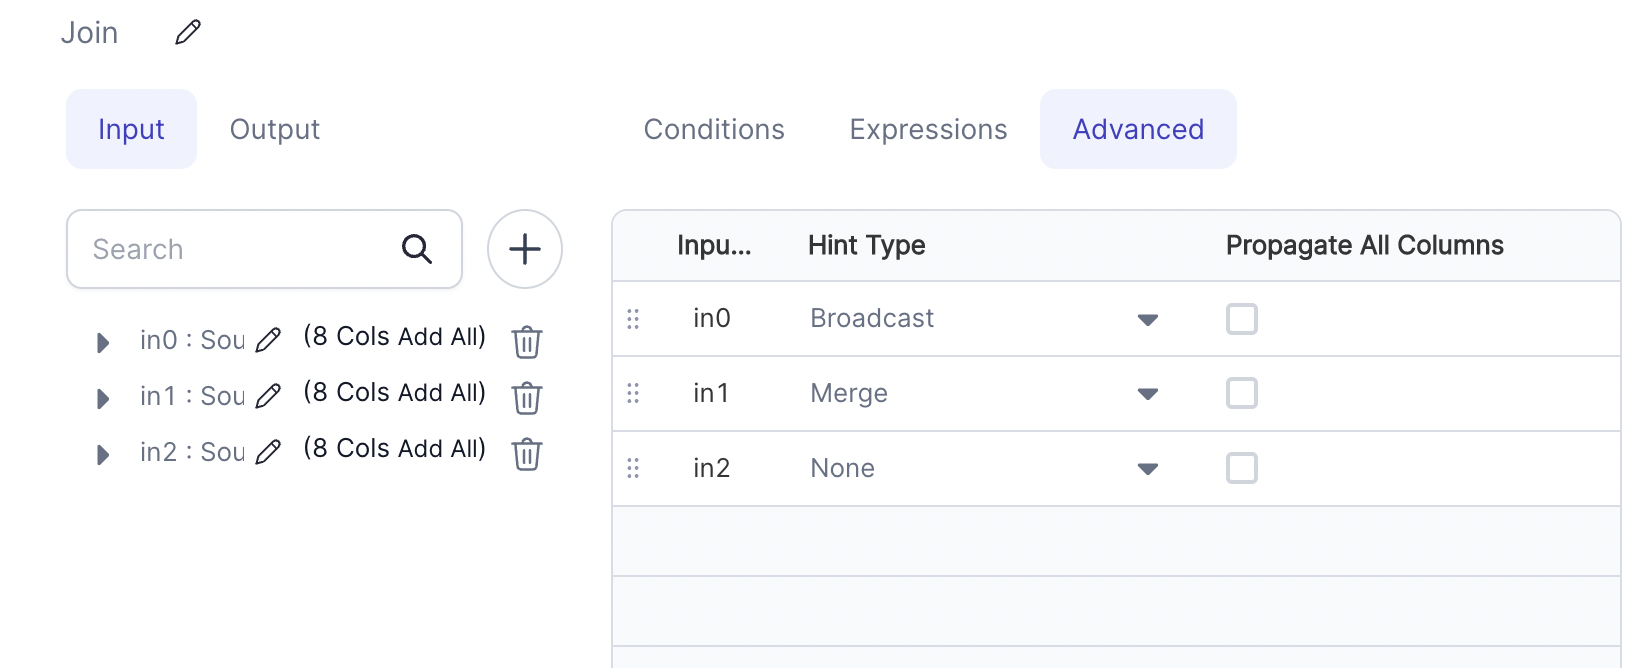 Join
Input Output
Conditions Expressions Advanced
Search
in0 : Sou (8 Cols Add All)
in1 : Sou (8 Cols Add All)
in2 : Sou (8 Cols Add All)
Inpu... Hint Type Propagate All Columns
in0 Broadcast
in1 Merge
in2 None